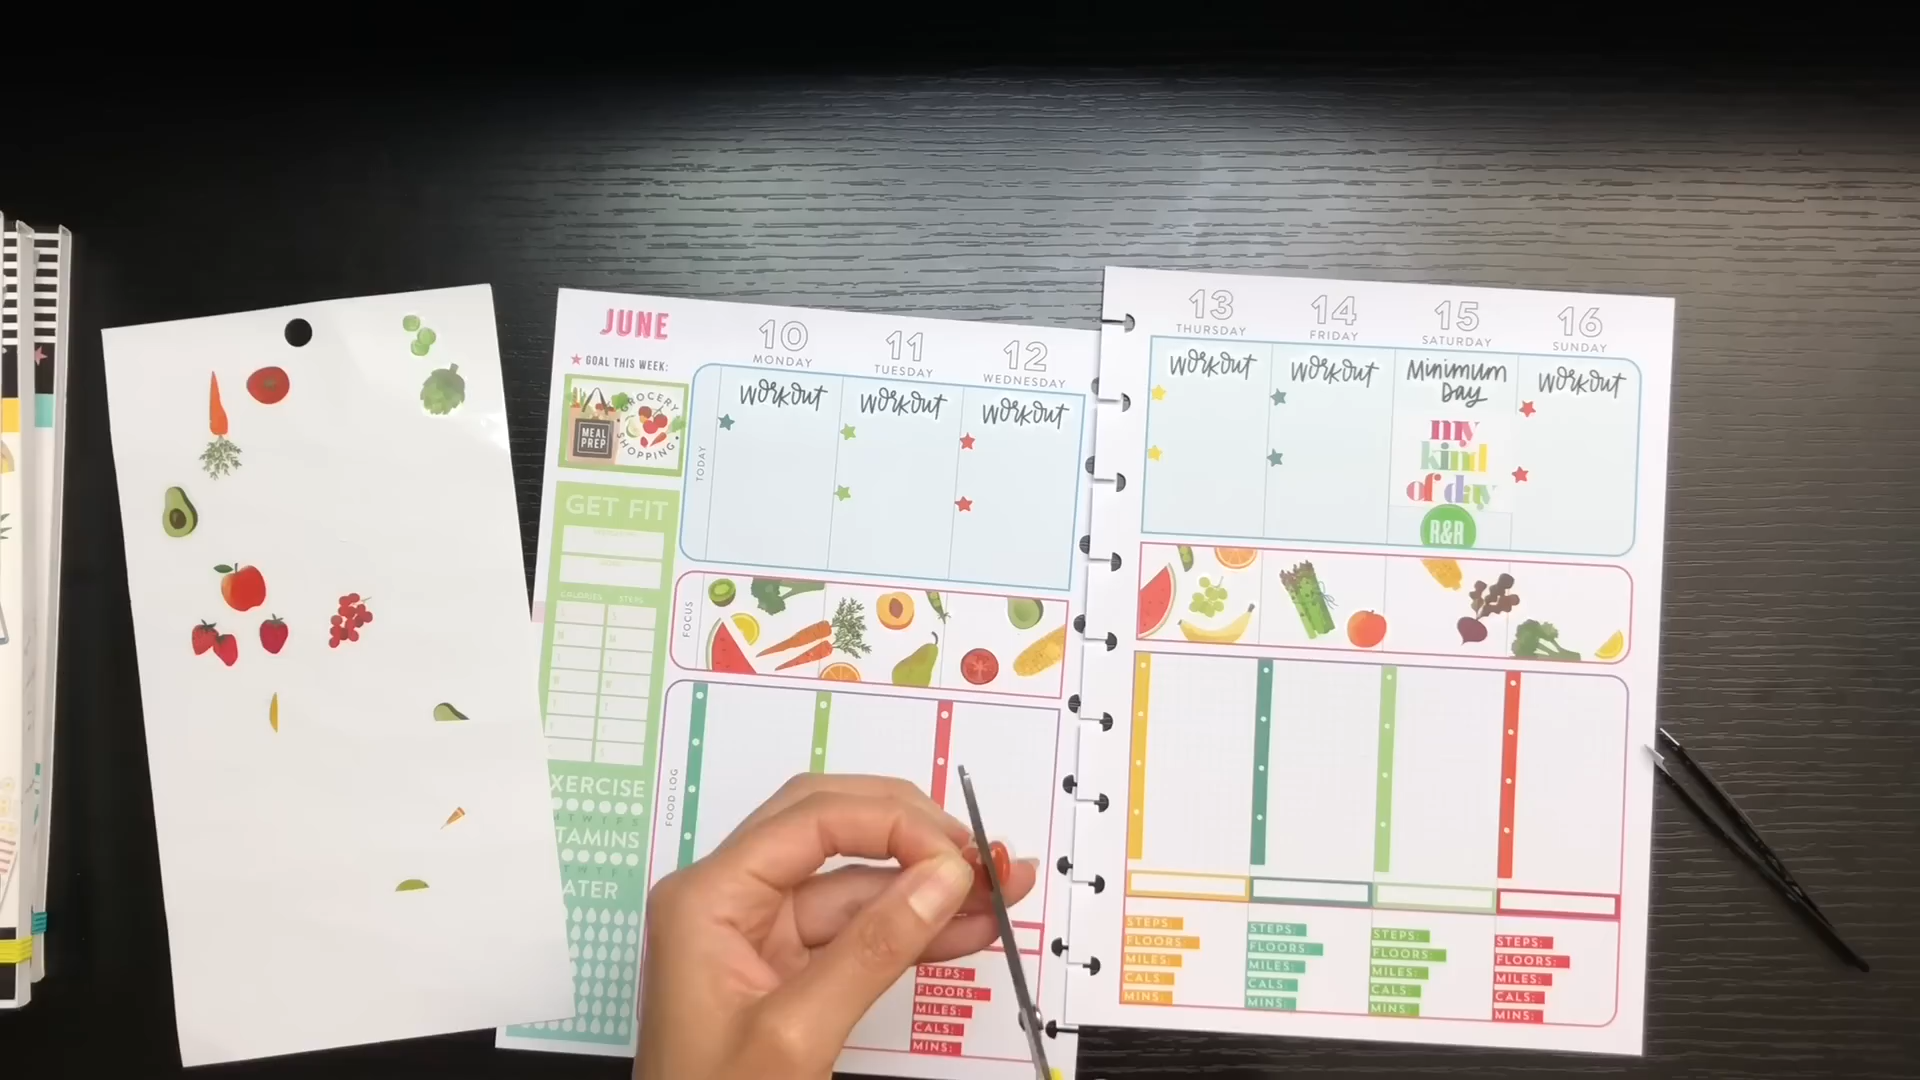 JUNE
GOAL THIS WEEK:
MEAL
PREP
GROCERY
SHOPPING
GET FIT
CALORIES STEPS
XERCISE
M T W T F S
TAMINS
ATER
10
MONDAY
11
TUESDAY
12
WEDNESDAY
TODAY
Workout
Workout
Workout
FOCUS
FOOD LOG
STEPS:
FLOORS:
MILES:
CALS:
MINS:
13
THURSDAY
14
FRIDAY
15
SATURDAY
16
SUNDAY
Workout
Workout
Minimum
Day
my
kind
of day
R&R
Workout
STEPS:
FLOORS:
MILES:
CALS:
MINS:
STEPS:
FLOORS:
MILES:
CALS:
MINS:
STEPS:
FLOORS:
MILES:
CALS:
MINS:
STEPS:
FLOORS:
MILES:
CALS:
MINS: